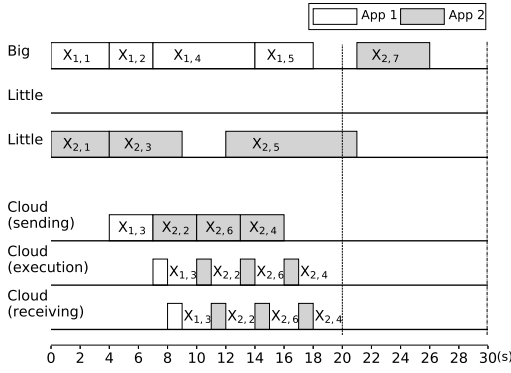 App 1 App 2
Big X1,1 X1,2 X1,4 X1,5 X2,7
Little
Little X2,1 X2,3 X2,5
Cloud
(sending) X1,3 X2,2 X2,6 X2,4
Cloud
(execution) X1,3 X2,2 X2,6 X2,4
Cloud
(receiving) X1,3 X2,2 X2,6 X2,4
0 2 4 6 8 10 12 14 16 18 20 22 24 26 28 30(s)